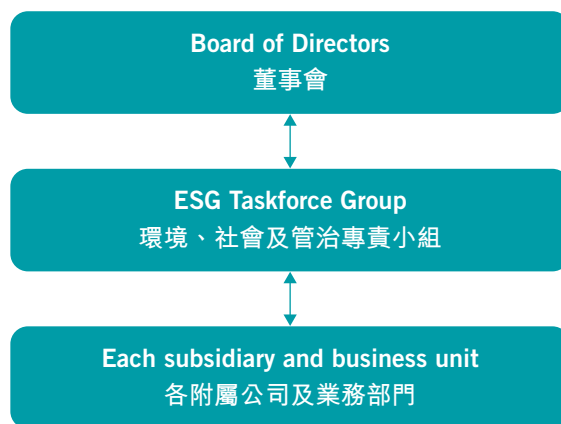 Board of Directors
董事會
ESG Taskforce Group
環境、社會及管治專責小組
Each subsidiary and business unit
各附屬公司及業務部門